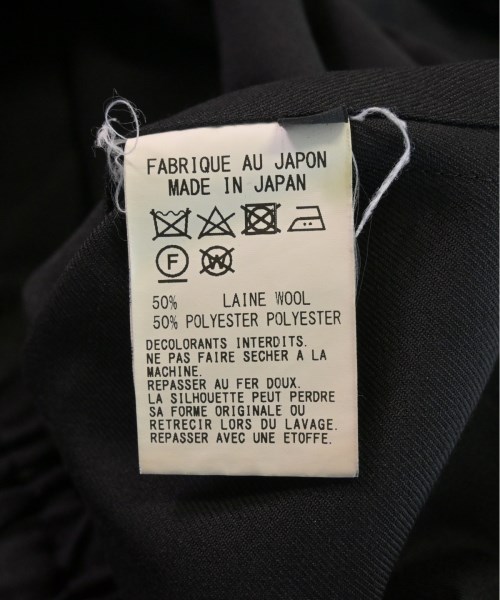 FABRIQUE AU JAPON
MADE IN JAPAN
F W
50% LAINE WOOL
50% POLYESTER POLYESTER
DECOLORANTS INTERDITS.
NE PAS FAIRE SECHER A LA
MACHINE.
REPASSER AU FER DOUX.
LA SILHOUETTE PEUT PERDRE
SA FORME ORIGINALE OU
RETRECIR LORS DU LAVAGE.
REPASSER AVEC UNE ETOFFE.